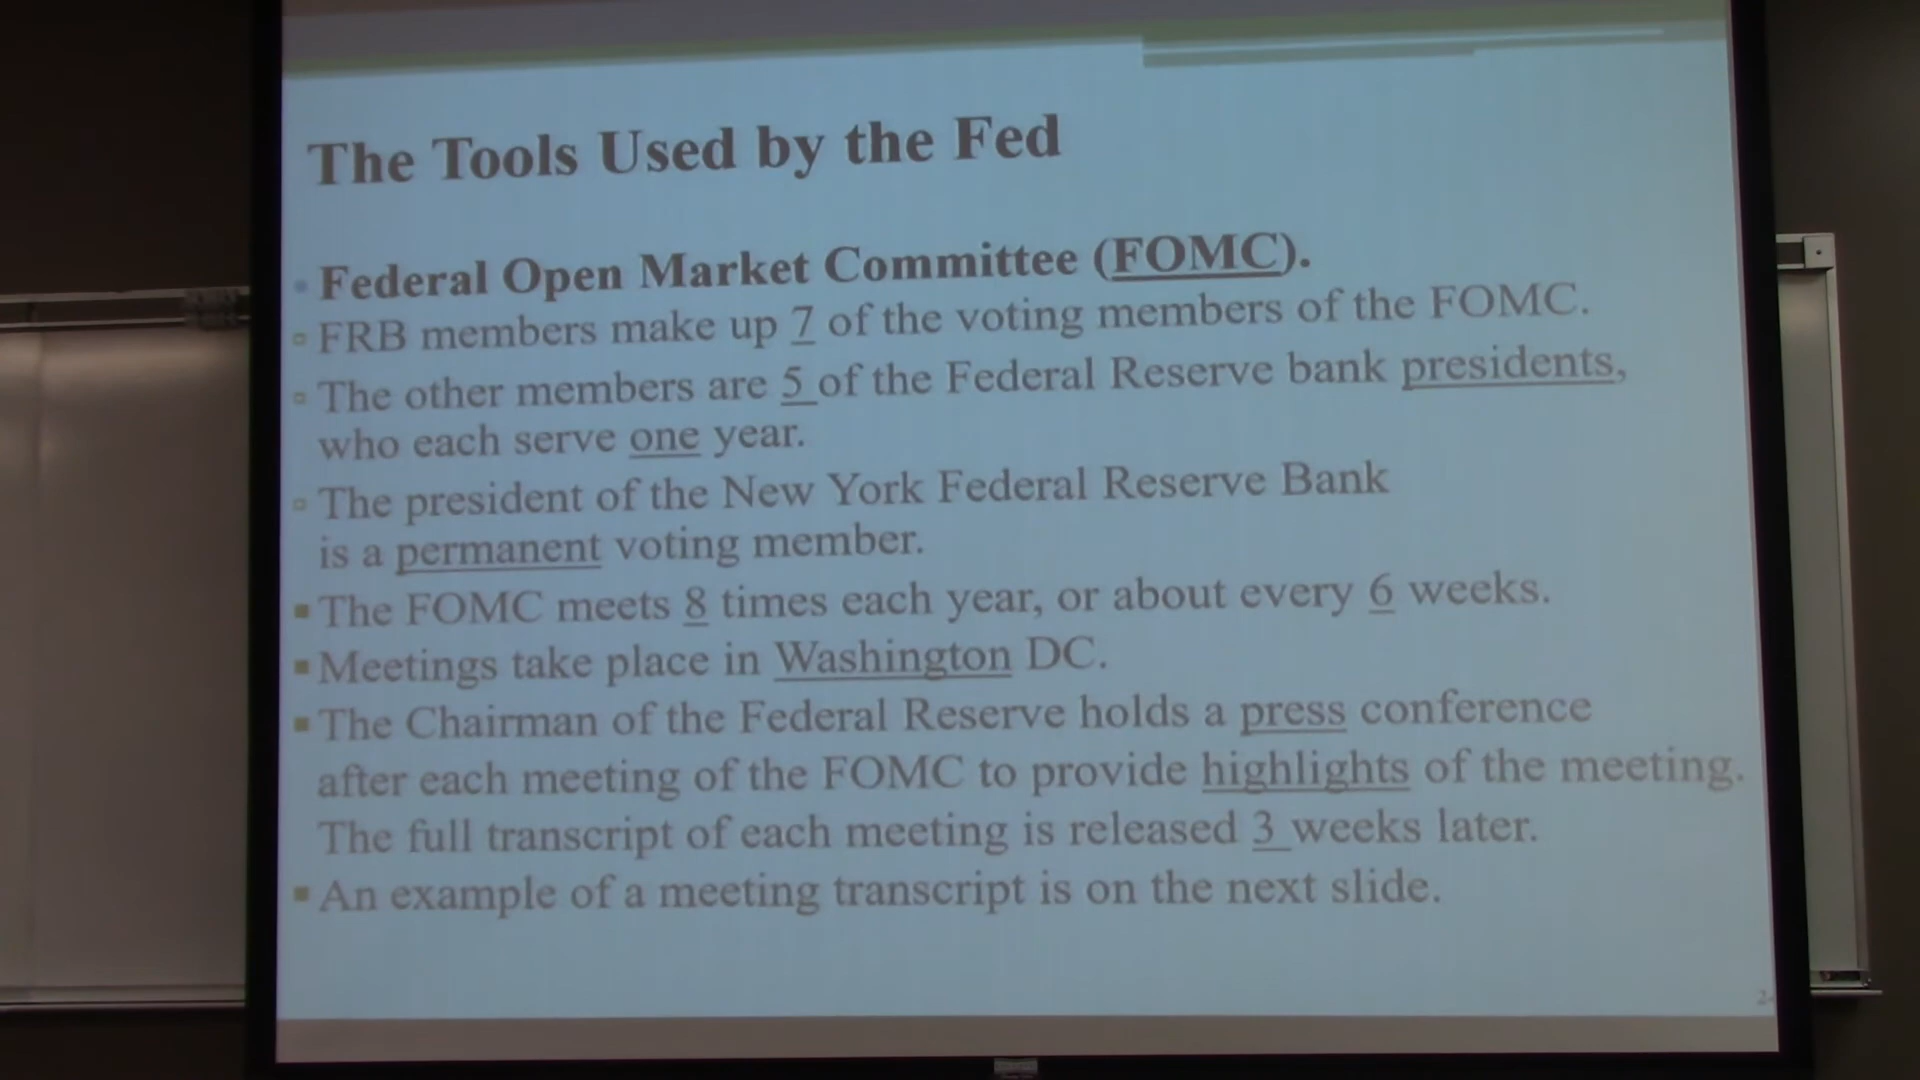 The Tools Used by the Fed
Federal Open Market Committee (FOMC).
FRB members make up 7 of the voting members of the FOMC.
The other members are 5 of the Federal Reserve bank presidents,
who each serve one year.
The president of the New York Federal Reserve Bank
is a permanent voting member.
The FOMC meets 8 times each year, or about every 6 weeks.
Meetings take place in Washington DC.
The Chairman of the Federal Reserve holds a press conference
after each meeting of the FOMC to provide highlights of the meeting.
The full transcript of each meeting is released 3 weeks later.
An example of a meeting transcript is on the next slide.